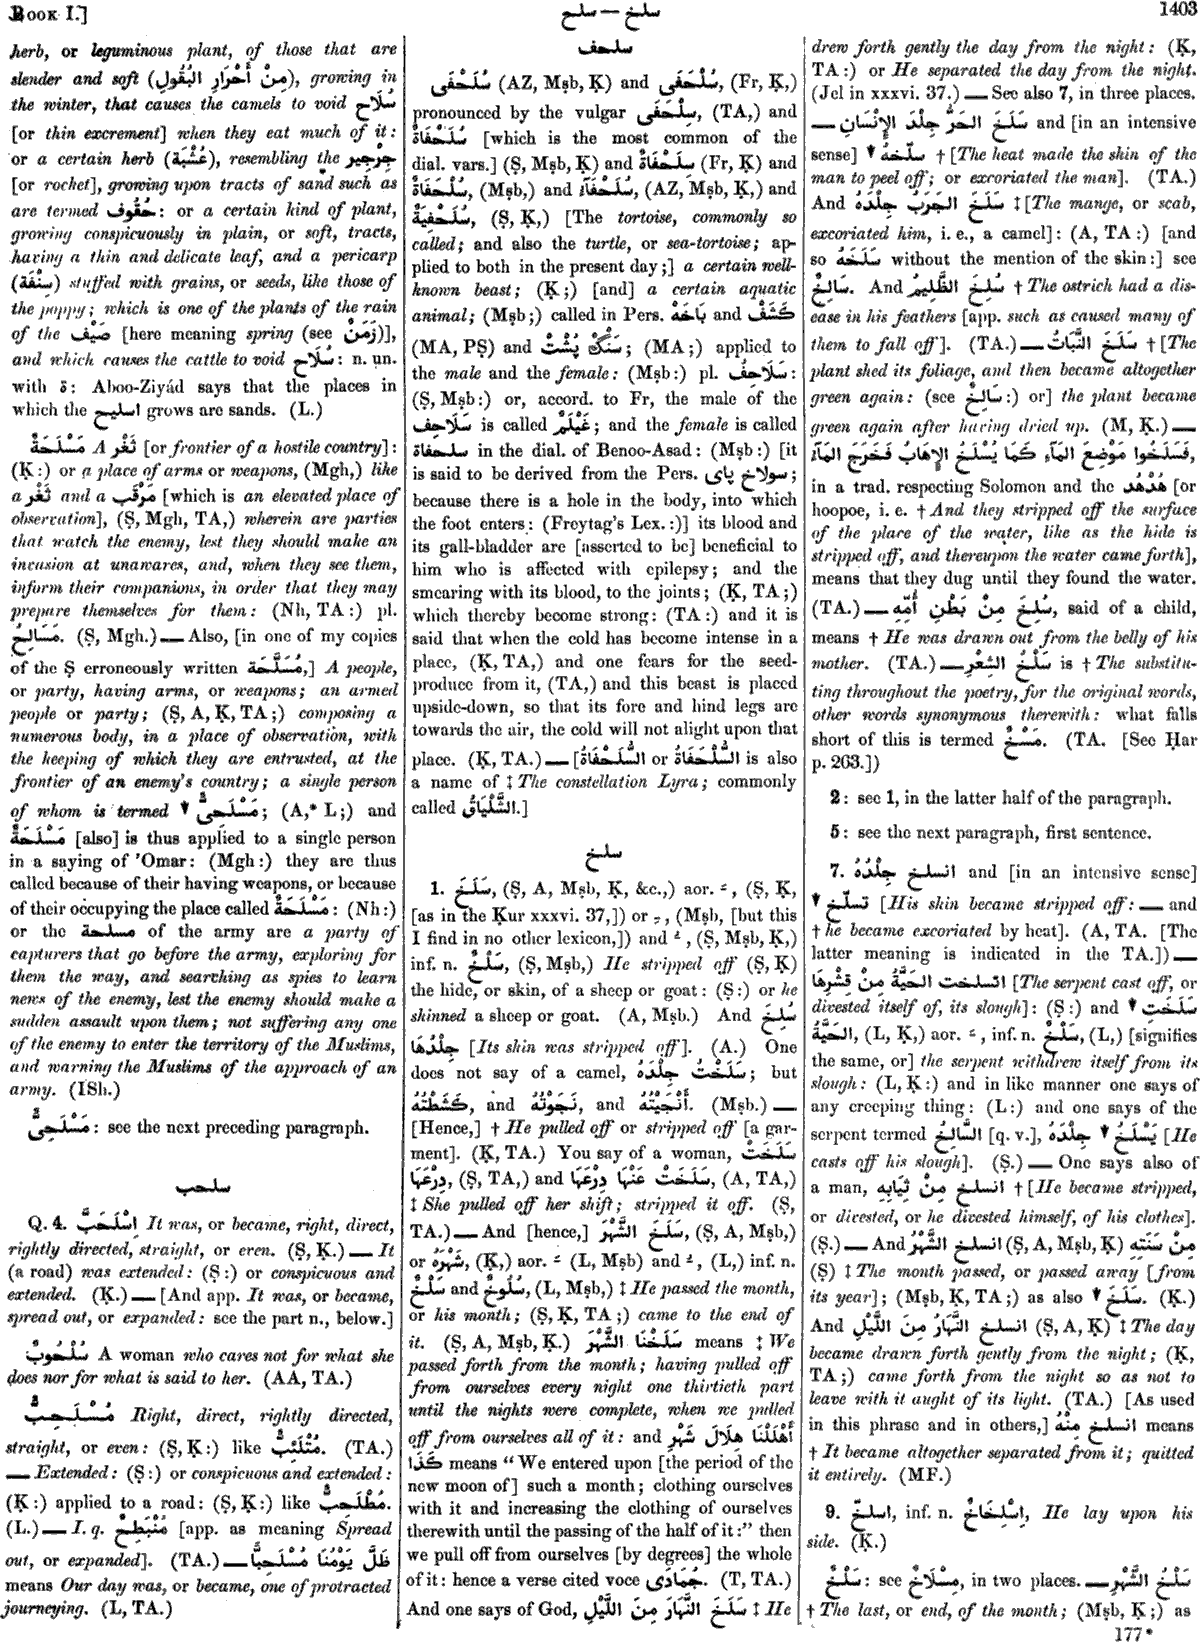 Book I.]
سلخ — سلح
1403
herb, or leguminous plant, of those that are
slender and soft (مِنْ أَحْرَارِ البُقُولِ), growing in
the winter, that causes the camels to void سُلَاح
[or thin excrement] when they eat much of it:
or a certain herb (عُشْبَة), resembling the جِرْجِير
[or rocket], growing upon tracts of sand such as
are termed حُقُوف: or a certain kind of plant,
growing conspicuously in plain, or soft, tracts,
having a thin and delicate leaf, and a pericarp
(سِنْفَة) stuffed with grains, or seeds, like those of
the poppy; which is one of the plants of the rain
of the صَيْف [here meaning spring (see زَمَنٌ)],
and which causes the cattle to void سُلَاح: n. un.
with ة: Aboo-Ziyád says that the places in
which the اسليح grows are sands. (L.)
مَسْلَحَةٌ A ثَغْر [or frontier of a hostile country]:
(Ḳ:) or a place of arms or weapons, (Mgh,) like
a ثَغْر and a مَرْقَب [which is an elevated place of
observation], (Ṣ, Mgh, TA,) wherein are parties
that watch the enemy, lest they should make an
incursion at unawares, and, when they see them,
inform their companions, in order that they may
prepare themselves for them: (Nh, TA:) pl.
مَسَالِحُ. (Ṣ, Mgh.) — Also, [in one of my copies
of the Ṣ erroneously written مُسَلَّحَة,] A people,
or party, having arms, or weapons; an armed
people or party; (Ṣ, A, Ḳ, TA;) composing a
numerous body, in a place of observation, with
the keeping of which they are entrusted, at the
frontier of an enemy's country; a single person
of whom is termed ▼ مَسْلَحِىٌّ; (A,* L;) and
مَسْلَحَةٌ [also] is thus applied to a single person
in a saying of 'Omar: (Mgh:) they are thus
called because of their having weapons, or because
of their occupying the place called مَسْلَحَة: (Nh:)
or the مسلحة of the army are a party of
capturers that go before the army, exploring for
them the way, and searching as spies to learn
news of the enemy, lest the enemy should make a
sudden assault upon them; not suffering any one
of the enemy to enter the territory of the Muslims,
and warning the Muslims of the approach of an
army. (ISh.)
مَسْلَحِىٌّ: see the next preceding paragraph.
سلحب
Q. 4. اِسْلَحَبَّ It was, or became, right, direct,
rightly directed, straight, or even. (Ṣ, Ḳ.) — It
(a road) was extended: (Ṣ:) or conspicuous and
extended. (Ḳ.) — [And app. It was, or became,
spread out, or expanded: see the part n., below.]
سُلْحُوبٌ A woman who cares not for what she
does nor for what is said to her. (AA, TA.)
مُسْلَحِبٌّ Right, direct, rightly directed,
straight, or even: (Ṣ, Ḳ:) like مُتْلَئِبٌّ. (TA.)
— Extended: (Ṣ:) or conspicuous and extended:
(Ḳ:) applied to a road: (Ṣ, Ḳ:) like مُطْلَحِبٌّ.
(L.) — I. q. مُنْبَطِحٌ [app. as meaning Spread
out, or expanded]. (TA.) — ظَلَّ يَوْمُنَا مُسْلَحِبًّا
means Our day was, or became, one of protracted
journeying. (L, TA.)
سلحف
سُلَحْفَى (AZ, Mṣb, Ḳ) and سُلْحَفَى, (Fr, Ḳ,)
pronounced by the vulgar سِلْحَفَى, (TA,) and
سُلَحْفَاةٌ [which is the most common of the
dial. vars.] (Ṣ, Mṣb, Ḳ) and سِلَحْفَاةٌ (Fr, Ḳ) and
سُلْحَفَاةٌ, (Mṣb,) and سُلَحْفَآءُ, (AZ, Mṣb, Ḳ,) and
سُلَحْفِيَةٌ, (Ṣ, Ḳ,) [The tortoise, commonly so
called; and also the turtle, or sea-tortoise; ap-
plied to both in the present day;] a certain well-
known beast; (Ḳ;) [and] a certain aquatic
animal; (Mṣb;) called in Pers. بَاخَهْ and كَشَفْ
(MA, PṢ) and سَنْگْ پُشْتْ; (MA;) applied to
the male and the female: (Mṣb:) pl. سَلَاحِفُ:
(Ṣ, Mṣb:) or, accord. to Fr, the male of the
سَلَاحِف is called غَيْلَمٌ; and the female is called
سلحفاة in the dial. of Benoo-Asad: (Mṣb:) [it
is said to be derived from the Pers. سولاخ پاى;
because there is a hole in the body, into which
the foot enters: (Freytag's Lex.:)] its blood and
its gall-bladder are [asserted to be] beneficial to
him who is affected with epilepsy; and the
smearing with its blood, to the joints; (Ḳ, TA;)
which thereby become strong: (TA:) and it is
said that when the cold has become intense in a
place, (Ḳ, TA,) and one fears for the seed-
produce from it, (TA,) and this beast is placed
upside-down, so that its fore and hind legs are
towards the air, the cold will not alight upon that
place. (Ḳ, TA.) — [السُّلَحْفَاةُ or السُّلْحَفَاةُ is also
a name of ‡ The constellation Lyra; commonly
called الشَّلْيَاقُ.]
سلخ
1. سَلَخَ, (Ṣ, A, Mṣb, Ḳ, &c.,) aor. ـَ, (Ṣ, Ḳ,
[as in the Ḳur xxxvi. 37,]) or ـِ, (Mṣb, [but this
I find in no other lexicon,]) and ـُ, (Ṣ, Mṣb, Ḳ,)
inf. n. سَلْخٌ, (Ṣ, Mṣb,) He stripped off (Ṣ, Ḳ)
the hide, or skin, of a sheep or goat: (Ṣ:) or he
skinned a sheep or goat. (A, Mṣb.) And سُلِخَ
جِلْدُهَا [Its skin was stripped off]. (A.) One
does not say of a camel, سَلَخْتُ جِلْدَهُ; but
كَشَطْتُهُ, and نَجَوْتُهُ, and أَنْجَيْتُهُ. (Mṣb.) —
[Hence,] † He pulled off or stripped off [a gar-
ment]. (Ḳ, TA.) You say of a woman, سَلَخَتْ
دِرْعَهَا, (Ṣ, TA,) and سَلَخَتْ عَنْهَا دِرْعَهَا, (A, TA,)
‡ She pulled off her shift; stripped it off. (Ṣ,
TA.) — And [hence,] سَلَخَ الشَّهْرَ, (Ṣ, A, Mṣb,)
or شَهْرَهُ, (Ḳ,) aor. ـَ (L, Mṣb) and ـُ, (L,) inf. n.
سَلْخٌ and سُلُوخٌ, (L, Mṣb,) ‡ He passed the month,
or his month; (Ṣ, Ḳ, TA;) came to the end of
it. (Ṣ, A, Mṣb, Ḳ.) سَلَخْنَا الشَّهْرَ means ‡ We
passed forth from the month; having pulled off
from ourselves every night one thirtieth part
until the nights were complete, when we pulled
off from ourselves all of it: and أَهْلَلْنَا هِلَالَ شَهْرِ
كَذَا means "We entered upon [the period of the
new moon of] such a month; clothing ourselves
with it and increasing the clothing of ourselves
therewith until the passing of the half of it:" then
we pull off from ourselves [by degrees] the whole
of it: hence a verse cited voce جُمَادَى. (T, TA.)
And one says of God, سَلَخَ النَّهَارَ مِنَ اللَّيْلِ ‡ He
drew forth gently the day from the night: (Ḳ,
TA:) or He separated the day from the night.
(Jel in xxxvi. 37.) — See also 7, in three places.
— سَلَخَ الحَرُّ جِلْدَ الإِنْسَانِ and [in an intensive
sense] ▼ سلّخهُ † [The heat made the skin of the
man to peel off; or excoriated the man]. (TA.)
And سَلَخَ الجَرَبُ جِلْدَهُ ‡ [The mange, or scab,
excoriated him, i. e., a camel]: (A, TA:) [and
so سَلَخَهُ without the mention of the skin:] see
سَالِخٌ. And سُلِخَ الظَّلِيمُ † The ostrich had a dis-
ease in his feathers [app. such as caused many of
them to fall off]. (TA.) — سَلَخَ النَّبَاتُ † [The
plant shed its foliage, and then became altogether
green again: (see سَالِخٌ:) or] the plant became
green again after having dried up. (M, Ḳ.) —
فَسَلَخُوا مَوْضِعَ المَآءِ كَمَا يُسْلَخُ الإِهَابُ فَخَرَجَ المَآءُ,
in a trad. respecting Solomon and the هُدْهُد [or
hoopoe, i. e. † And they stripped off the surface
of the place of the water, like as the hide is
stripped off, and thereupon the water came forth],
means that they dug until they found the water.
(TA.) — سُلِخَ مِنْ بَطْنِ أُمِّهِ, said of a child,
means † He was drawn out from the belly of his
mother. (TA.) — سَلْخُ الشِّعْرِ is † The substitu-
ting throughout the poetry, for the original words,
other words synonymous therewith: what falls
short of this is termed مَسْخٌ. (TA. [See Ḥar
p. 263.])
2: see 1, in the latter half of the paragraph.
5: see the next paragraph, first sentence.
7. انسلخ جِلْدُهُ and [in an intensive sense]
▼ تسلّخ [His skin became stripped off: — and
† he became excoriated by heat]. (A, TA. [The
latter meaning is indicated in the TA.]) —
انسلخت الحَيَّةُ مِنْ قِشْرِهَا [The serpent cast off, or
divested itself of, its slough]: (Ṣ:) and ▼ سَلَخَتِ
الحَيَّةُ, (L, Ḳ,) aor. ـَ, inf. n. سَلْخٌ, (L,) [signifies
the same, or] the serpent withdrew itself from its
slough: (L, Ḳ:) and in like manner one says of
any creeping thing: (L:) and one says of the
serpent termed السَّالِخُ [q. v.], يَسْلَخُ ▼ جِلْدَهُ [He
casts off his slough]. (Ṣ.) — One says also of
a man, انسلخ مِنْ ثِيَابِهِ † [He became stripped,
or divested, or he divested himself, of his clothes].
(Ṣ.) — And انسلخ الشَّهْرُ (Ṣ, A, Mṣb, Ḳ) مِنْ سَنَتِهِ
(Ṣ) ‡ The month passed, or passed away [from
its year]; (Mṣb, Ḳ, TA;) as also ▼ سَلَخَ. (Ḳ.)
And انسلخ النَّهَارُ مِنَ اللَّيْلِ (Ṣ, A, Ḳ) ‡ The day
became drawn forth gently from the night; (Ḳ,
TA;) came forth from the night so as not to
leave with it aught of its light. (TA.) [As used
in this phrase and in others,] انسلخ مِنْهُ means
† It became altogether separated from it; quitted
it entirely. (MF.)
9. اسلخّ, inf. n. اِسْلِخَاخٌ, He lay upon his
side. (Ḳ.)
سَلْخٌ: see مِسْلَاخٌ, in two places. — سَلْخُ الشَّهْرِ
† The last, or end, of the month; (Mṣb, Ḳ;) as
177*